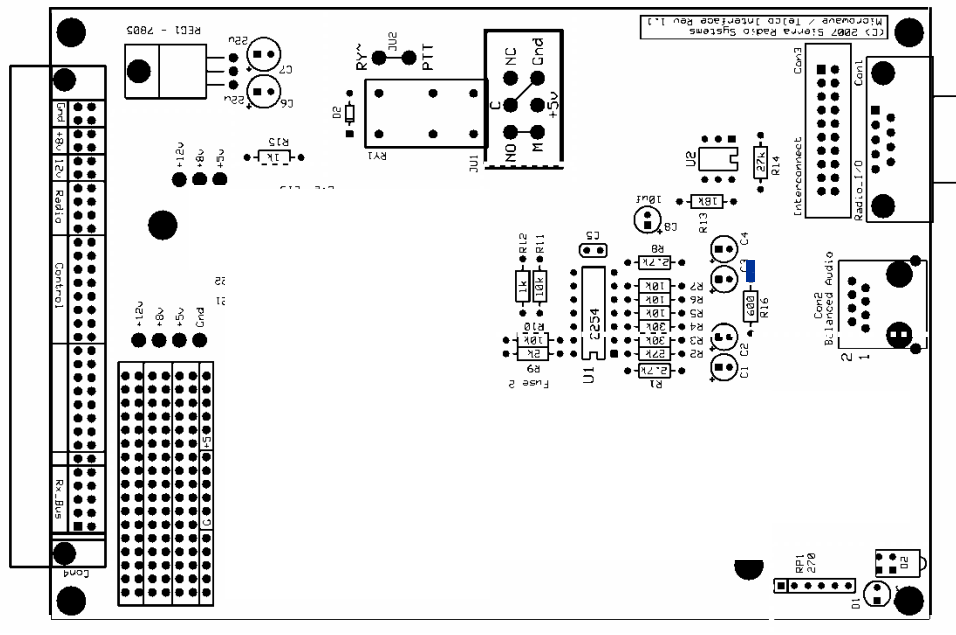 (C) 2007 Sierra Radio Systems
Microwave / Telco Interface Rev 1.1
REG1 - 7805
22u
C7
22u
C6
RY~
JU2
PTT
NC
Gnd
C
+5v
NO
M
JU1
D2
RY1
R15
1k
+12v
+8v
+5v
Gnd
+8v
12v
Radio
Control
Rx_Bus
Con4
U2
27k
R14
Con3
Interconnect
Con1
Radio_I/O
10uf
C8
18k
R13
C5
R12
R11
1k
10k
R8
2.7k
C4
C3
R7
10k
R6
10k
R5
10k
R4
30k
R3
30k
R2
27k
R1
2.7k
600
R16
C2
C1
C254
U1
R10
10k
2k
R9
Fuse 2
Con2
Balanced Audio
2
1
+12v
+8v
+5v
Gnd
+5
G
RP1
270
D2
D1